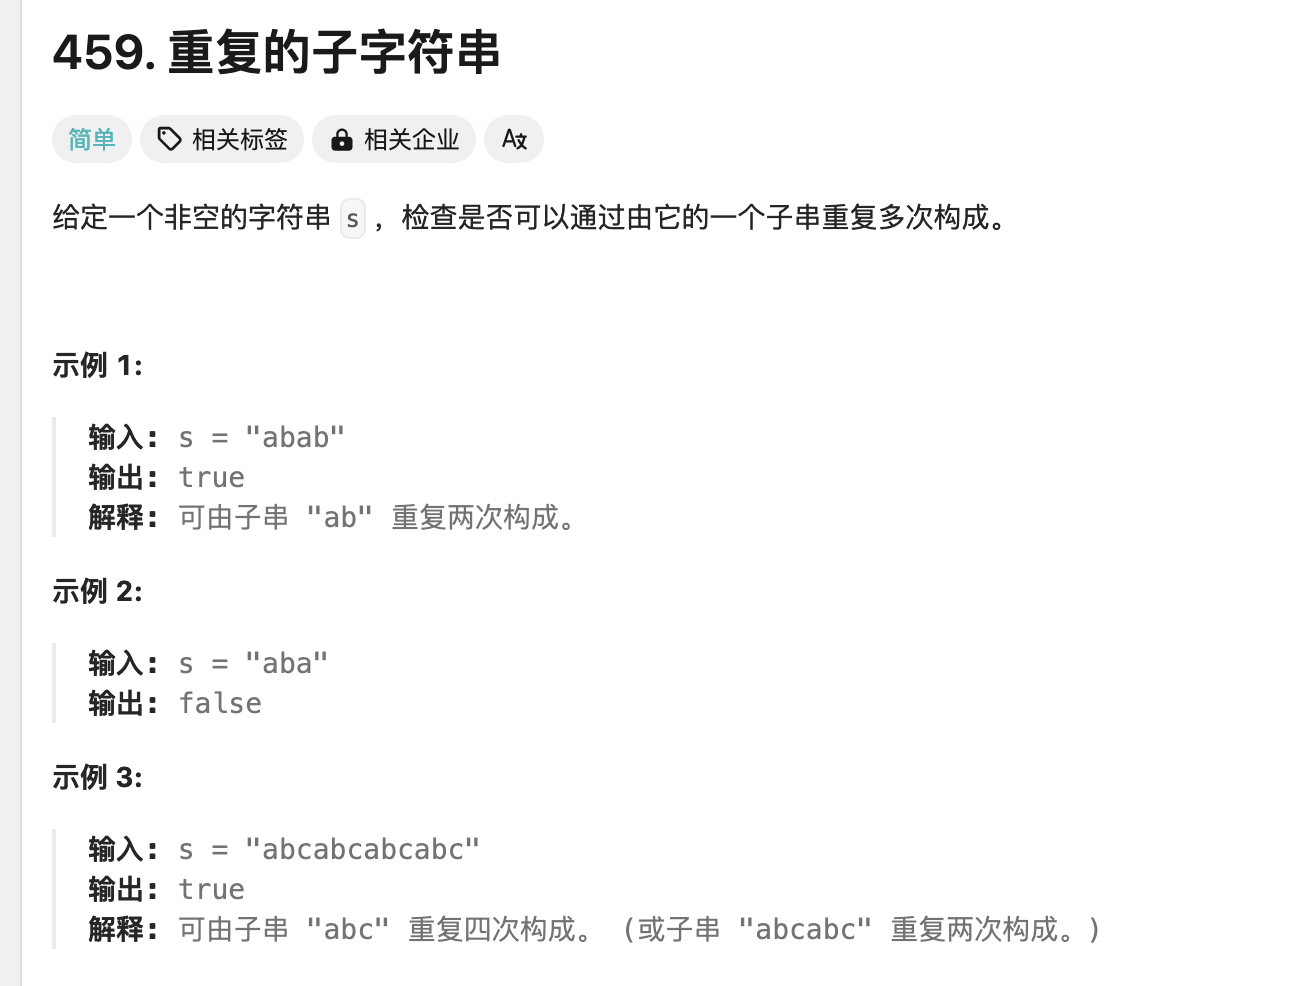 459. 重复的子字符串
简单 相关标签 相关企业 A文
给定一个非空的字符串 s ，检查是否可以通过由它的一个子串重复多次构成。
示例 1:
输入: s = "abab"
输出: true
解释: 可由子串 "ab" 重复两次构成。
示例 2:
输入: s = "aba"
输出: false
示例 3:
输入: s = "abcabcabcabc"
输出: true
解释: 可由子串 "abc" 重复四次构成。 (或子串 "abcabc" 重复两次构成。)